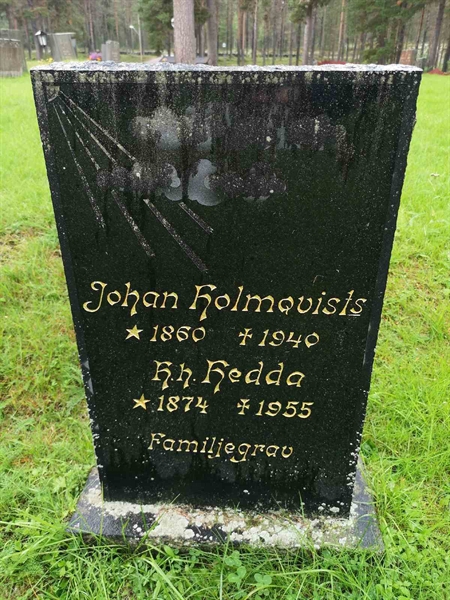 Johan Holmqvists
★ 1860 ✝ 1940
H.h. Hedda
★ 1874 ✝ 1955
Familjegrav